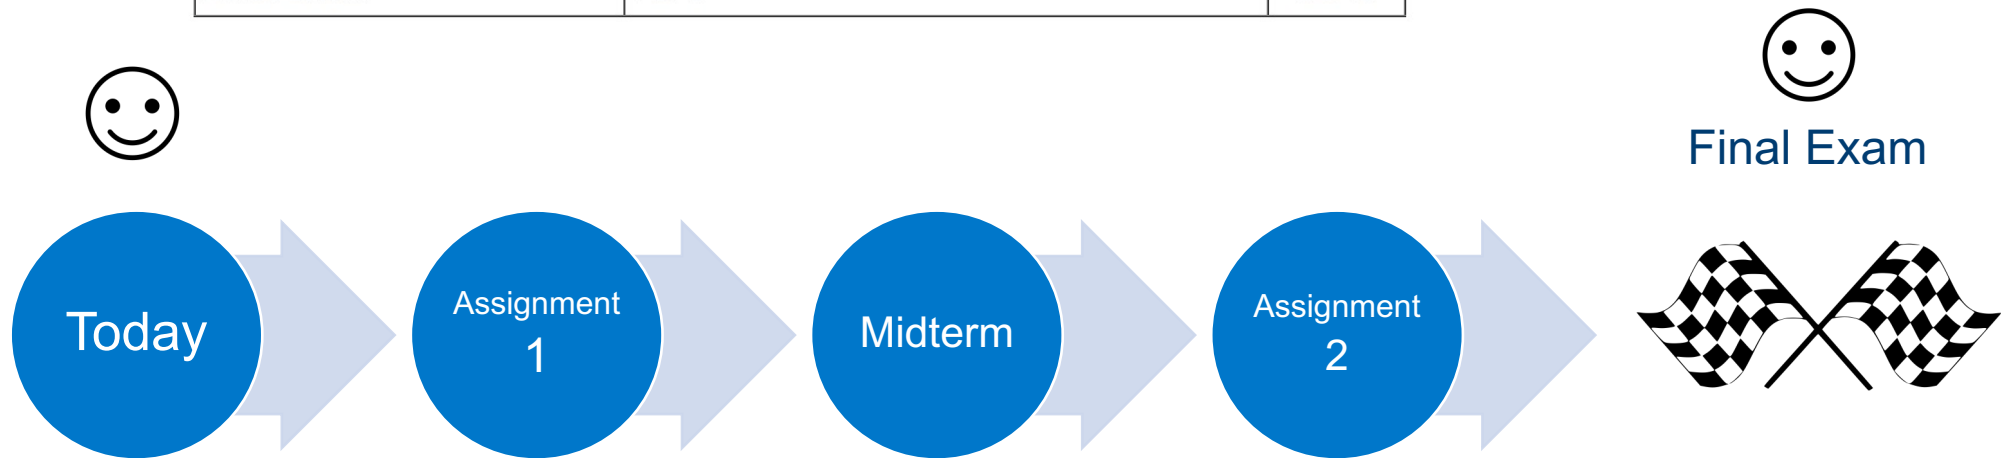 Final Exam
Today
Assignment
1
Midterm
Assignment
2